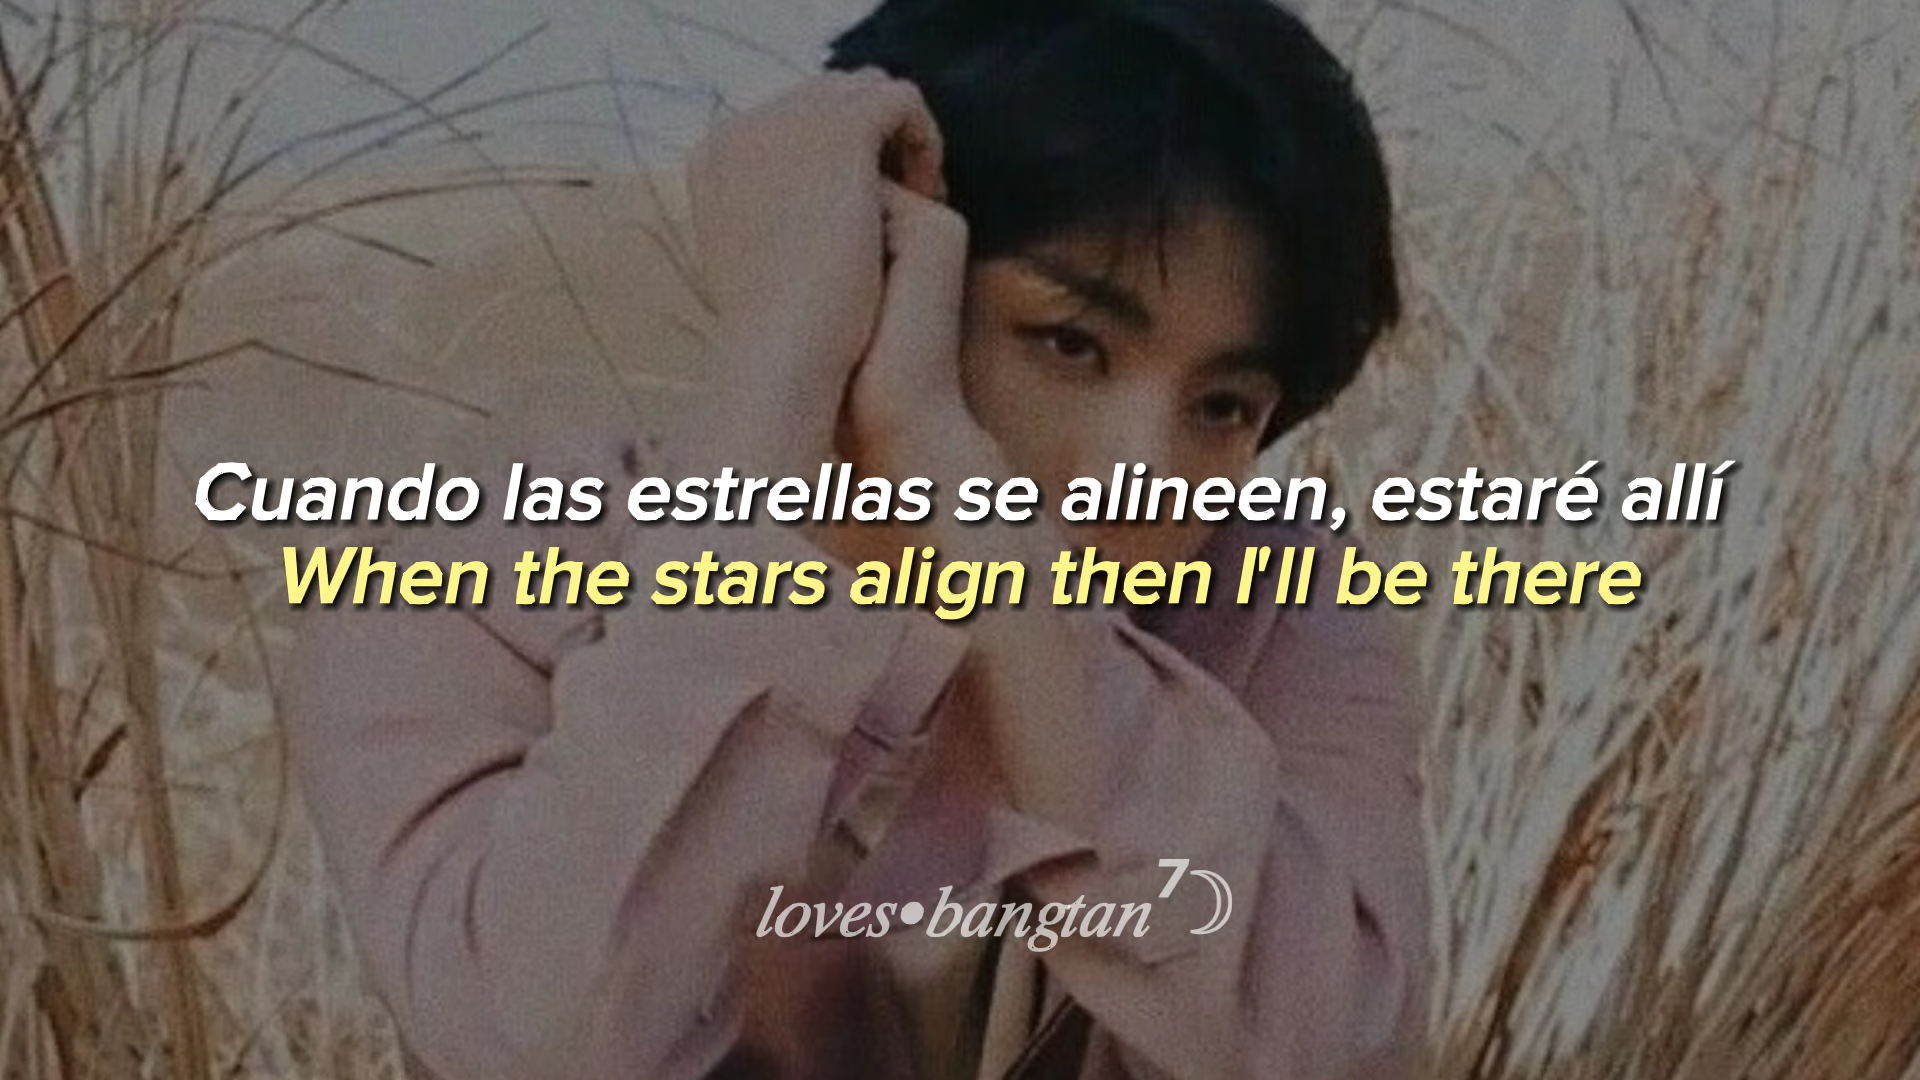 Cuando las estrellas se alineen, estaré allí
When the stars align then I'll be there
loves•bangtan⁷☽